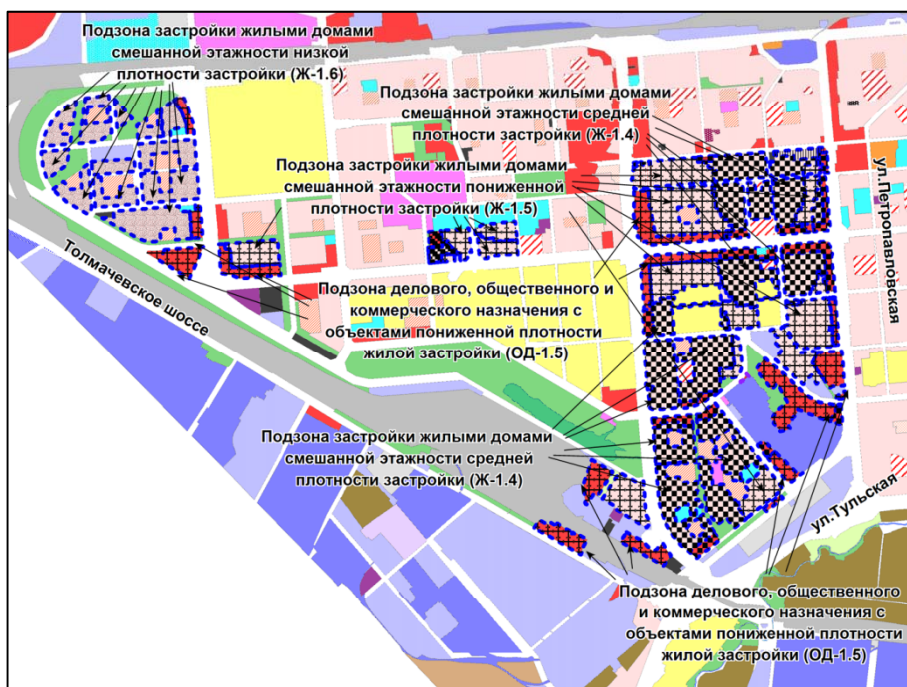 Подзона застройки жилыми домами
смешанной этажности низкой
плотности застройки (Ж-1.6)
Подзона застройки жилыми домами
смешанной этажности средней
плотности застройки (Ж-1.4)
Подзона застройки жилыми домами
смешанной этажности пониженной
плотности застройки (Ж-1.5)
ул.Петропавловская
Толмачевское шоссе
Подзона делового, общественного и
коммерческого назначения с
объектами пониженной плотности
жилой застройки (ОД-1.5)
Подзона застройки жилыми домами
смешанной этажности средней
плотности застройки (Ж-1.4)
ул.Тульская
Подзона делового, общественного
и коммерческого назначения с
объектами пониженной плотности
жилой застройки (ОД-1.5)